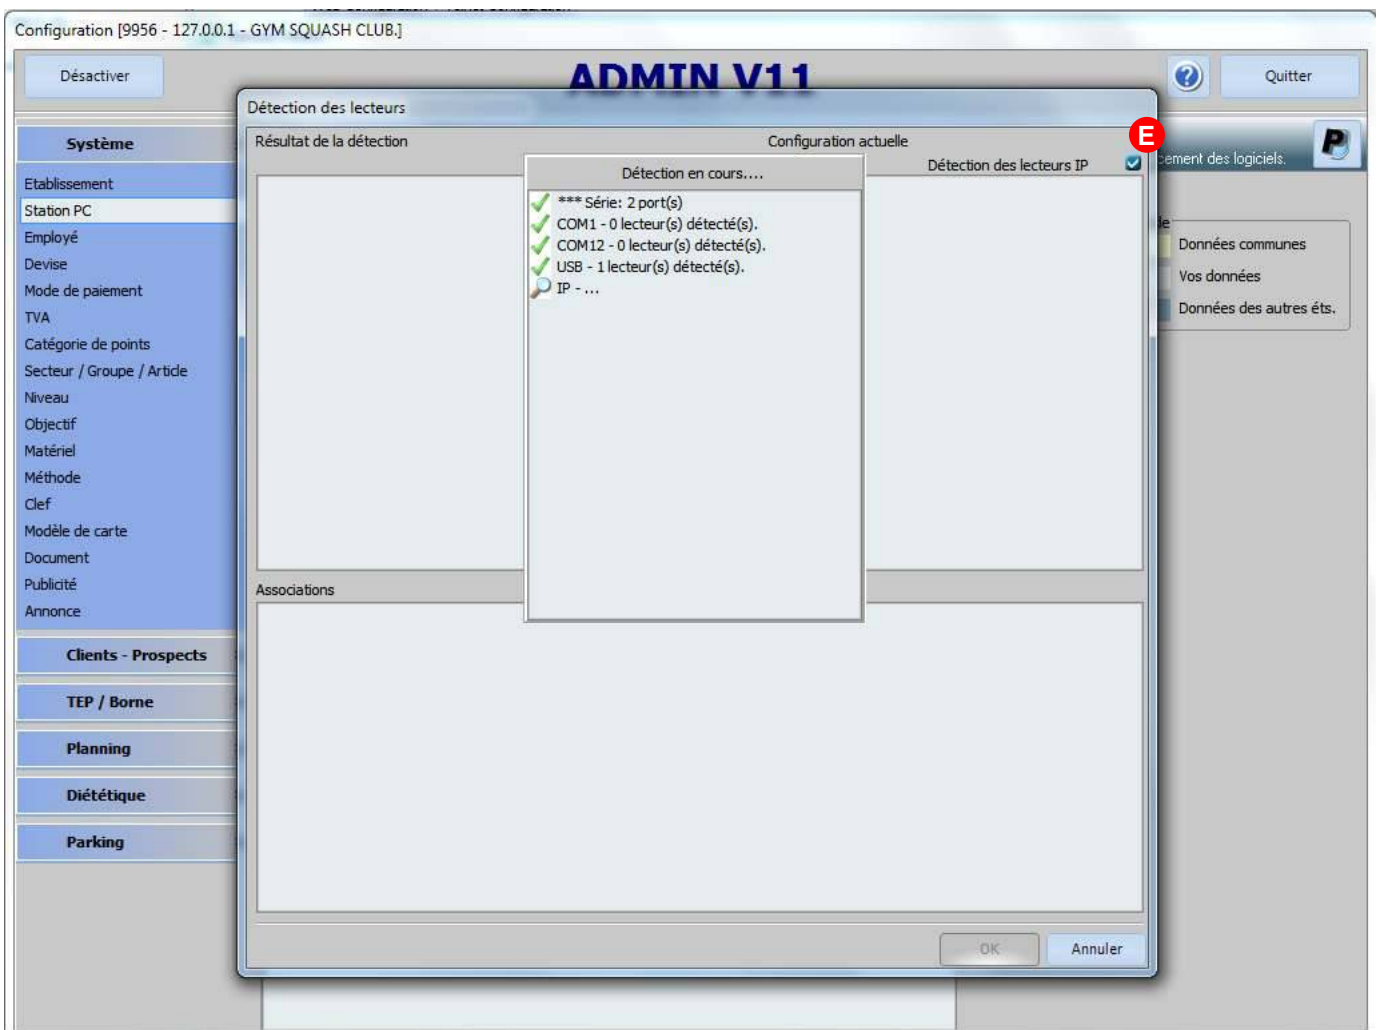 Configuration [9956 - 127.0.0.1 - GYM SQUASH CLUB.]
Désactiver
ADMIN V11
Quitter
Détection des lecteurs
Résultat de la détection
Configuration actuelle
E
Détection des lecteurs IP
cement des logiciels.
P
Système
Etablissement
Station PC
Employé
Devise
Mode de paiement
TVA
Catégorie de points
Secteur / Groupe / Article
Niveau
Objectif
Matériel
Méthode
Clef
Modèle de carte
Document
Publicité
Annonce
Clients - Prospects
TEP / Borne
Planning
Diététique
Parking
Détection en cours....
*** Série: 2 port(s)
COM1 - 0 lecteur(s) détecté(s).
COM12 - 0 lecteur(s) détecté(s).
USB - 1 lecteur(s) détecté(s).
IP - ...
Associations
le
Données communes
Vos données
Données des autres éts.
OK
Annuler